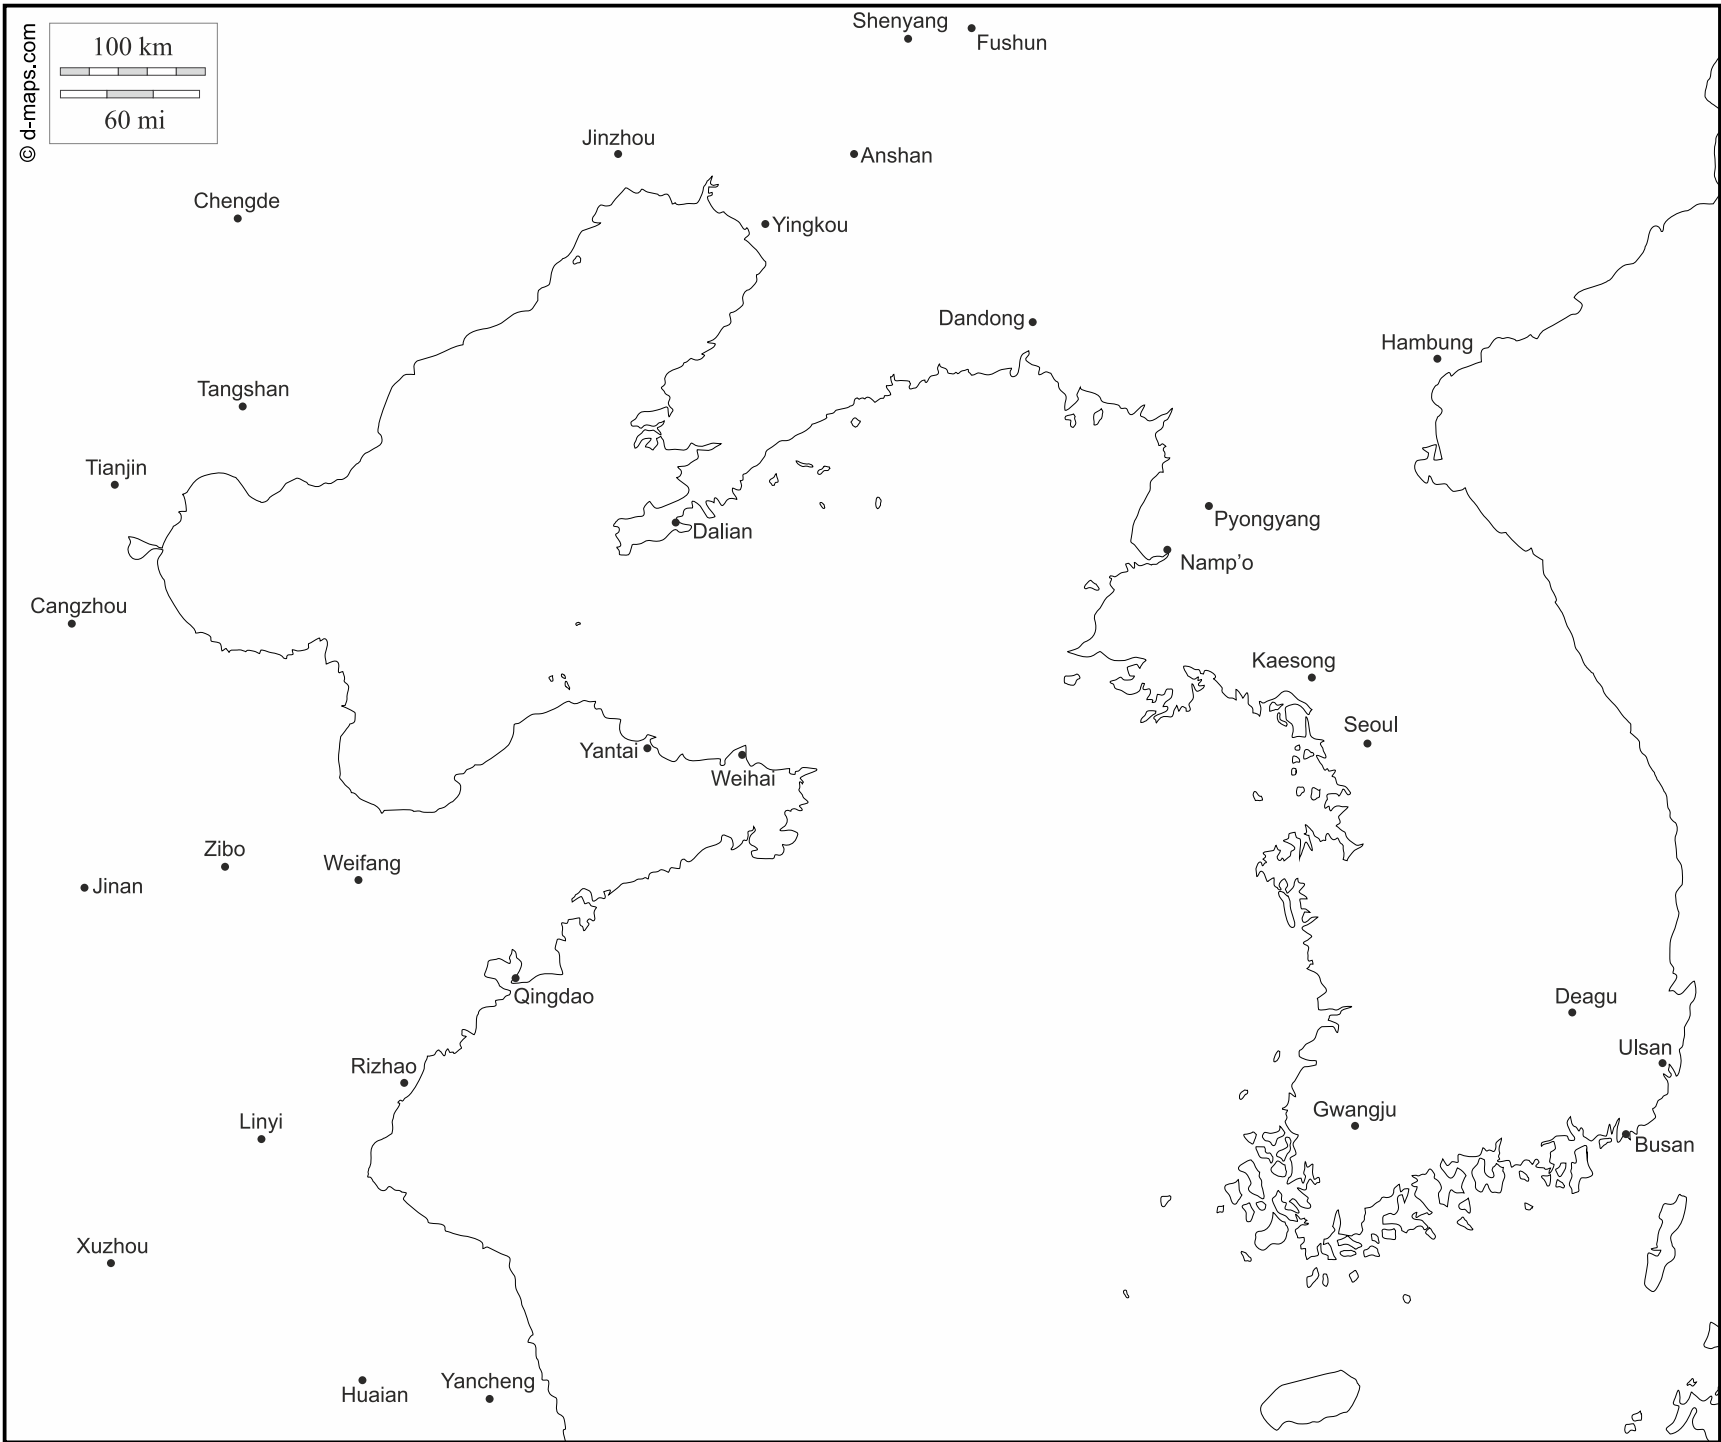 © d-maps.com
100 km
60 mi
Shenyang
Fushun
Jinzhou
Anshan
Chengde
Yingkou
Dandong
Hambung
Tangshan
Tianjin
Pyongyang
Dalian
Namp’o
Cangzhou
Kaesong
Seoul
Yantai
Weihai
Zibo
Weifang
Jinan
Qingdao
Deagu
Ulsan
Rizhao
Gwangju
Linyi
Busan
Xuzhou
Huaian
Yancheng